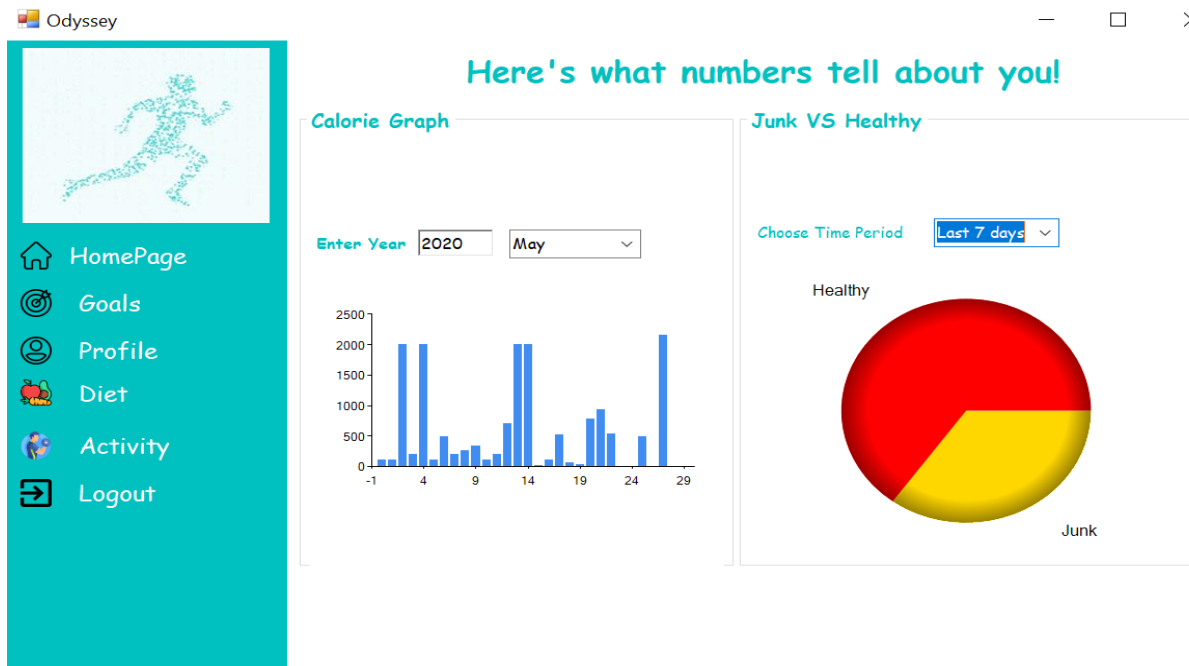 Odyssey
Here's what numbers tell about you!
HomePage
Goals
Profile
Diet
Activity
Logout
Calorie Graph
Enter Year 2020 May
2500
2000
1500
1000
500
0
-1 4 9 14 19 24 29
Junk VS Healthy
Choose Time Period Last 7 days
Healthy
Junk